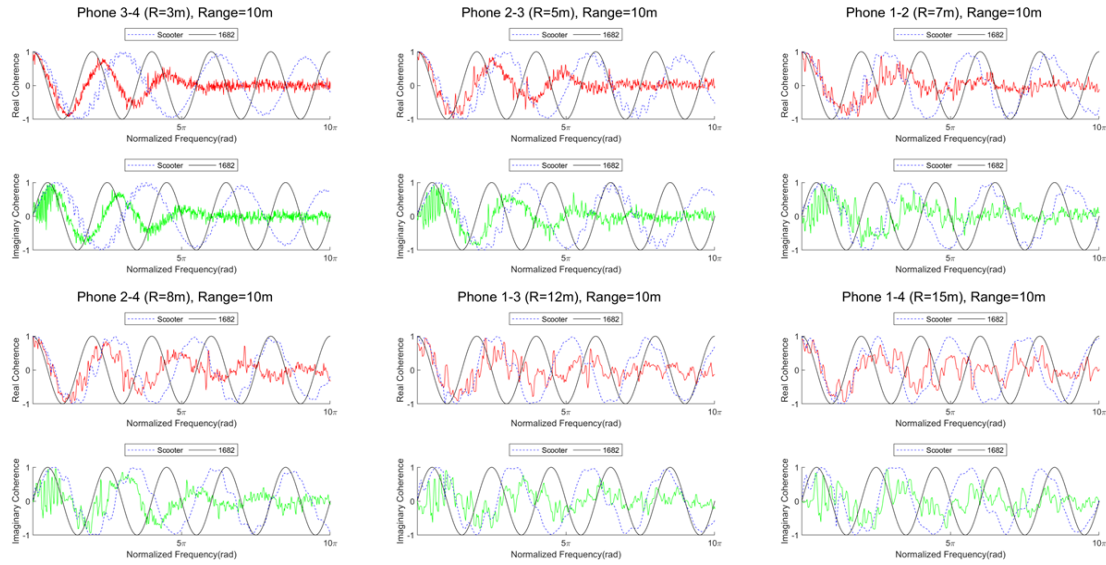 Phone 3-4 (R=3m), Range=10m
Scooter 1682
Real Coherence
1
0
-1
5π
10π
Normalized Frequency(rad)
Scooter 1682
Imaginary Coherence
1
0
-1
5π
10π
Normalized Frequency(rad)
Phone 2-3 (R=5m), Range=10m
Scooter 1682
Real Coherence
1
0
-1
5π
10π
Normalized Frequency(rad)
Scooter 1682
Imaginary Coherence
1
0
-1
5π
10π
Normalized Frequency(rad)
Phone 1-2 (R=7m), Range=10m
Scooter 1682
Real Coherence
1
0
-1
5π
10π
Normalized Frequency(rad)
Scooter 1682
Imaginary Coherence
1
0
-1
5π
10π
Normalized Frequency(rad)
Phone 2-4 (R=8m), Range=10m
Scooter 1682
Real Coherence
1
0
-1
5π
10π
Normalized Frequency(rad)
Scooter 1682
Imaginary Coherence
1
0
-1
5π
10π
Normalized Frequency(rad)
Phone 1-3 (R=12m), Range=10m
Scooter 1682
Real Coherence
1
0
-1
5π
10π
Normalized Frequency(rad)
Scooter 1682
Imaginary Coherence
1
0
-1
5π
10π
Normalized Frequency(rad)
Phone 1-4 (R=15m), Range=10m
Scooter 1682
Real Coherence
1
0
-1
5π
10π
Normalized Frequency(rad)
Scooter 1682
Imaginary Coherence
1
0
-1
5π
10π
Normalized Frequency(rad)